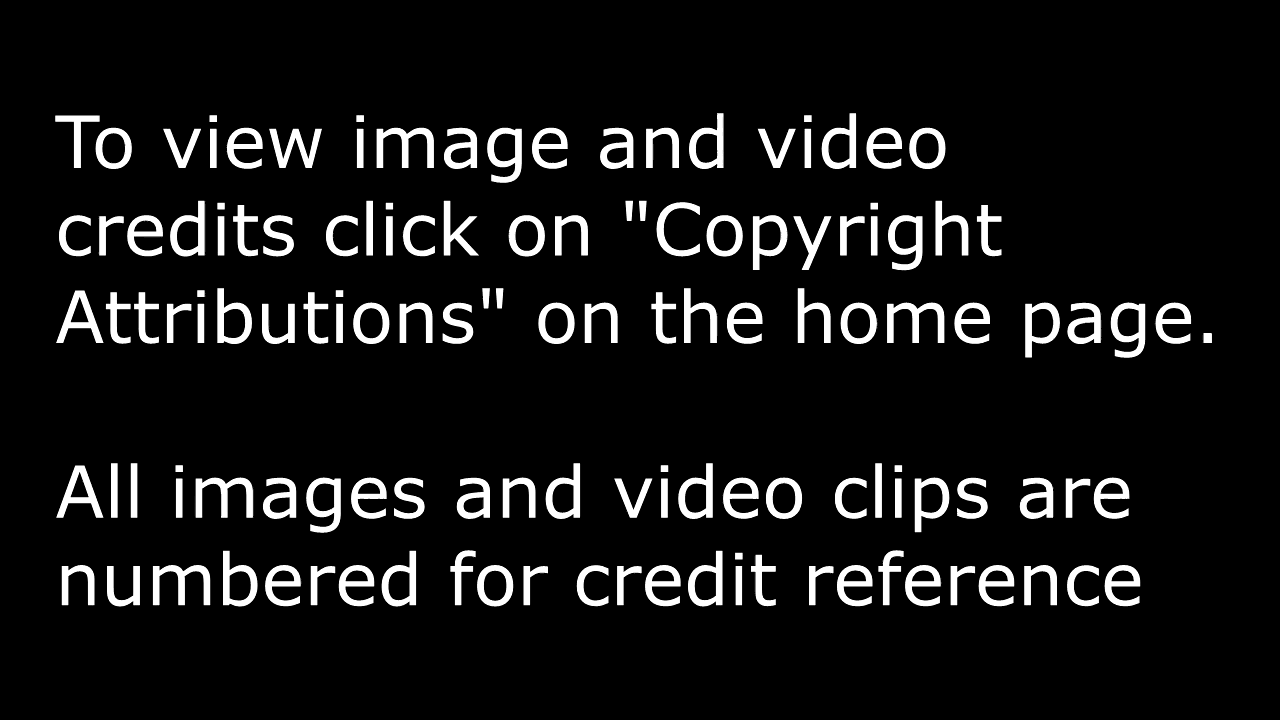 To view image and video
credits click on "Copyright
Attributions" on the home page.
All images and video clips are
numbered for credit reference